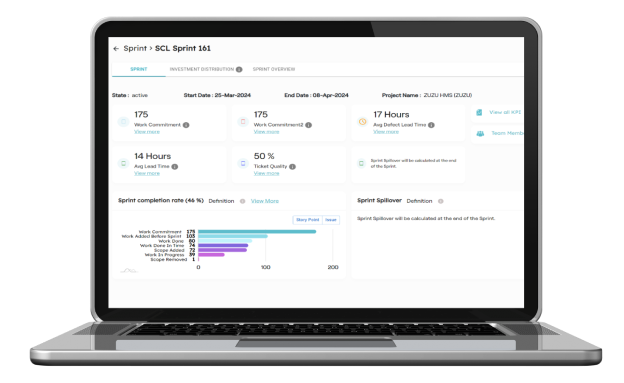 ← Sprint > SCL Sprint 161
SPRINT INVESTMENT DISTRIBUTION SPRINT OVERVIEW
State : active Start Date : 25-Mar-2024 End Date : 08-Apr-2024 Project Name : ZUZU HMS (ZUZU)
175
Work Commitment
View more
175
Work Commitment2
View more
17 Hours
Avg Defect Lead Time
View more
View all KPI
Team Membe
14 Hours
Avg Lead Time
View more
50 %
Ticket Quality
View more
Sprint Spillover will be calculated at the end
of the Sprint.
Sprint completion rate (46 %) Definition View More
Story Point Issue
Work Commitment 175
Work Added Before Sprint 103
Work Done 80
Work Done In Time 74
Scope Added 72
Work In Progress 39
Scope Removed 1
0 100 200
Sprint Spillover Definition
Sprint Spillover will be calculated at the end of the Sprint.